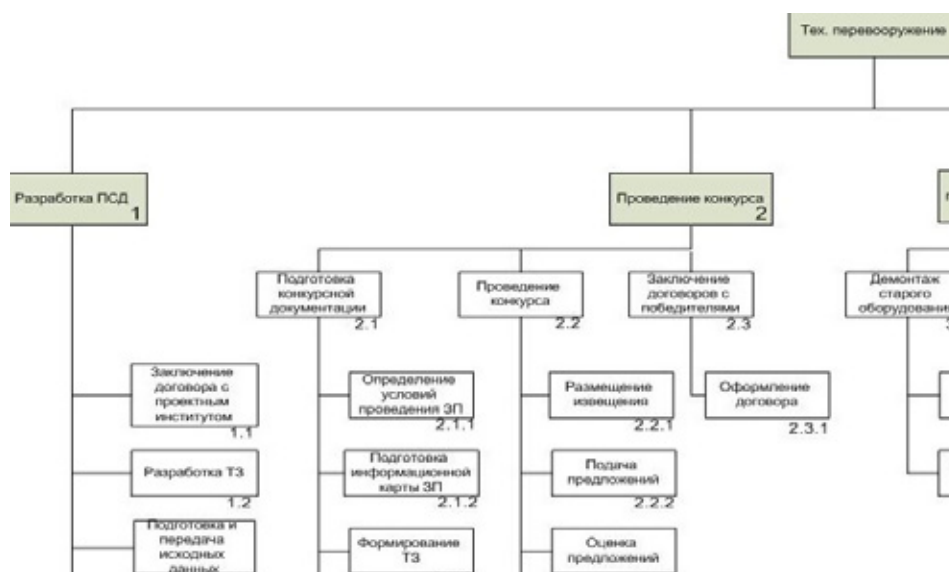 Тех. перевооружение
Разработка ПСД
1
Проведение конкурса
2
Подготовка
конкурсной
документации
2.1
Проведение
конкурса
2.2
Заключение
договоров с
победителями
2.3
Демонтаж
старого
оборудования
Заключение
договора с
проектным
институтом
1.1
Определение
условий
проведения ЗП
2.1.1
Размещение
извещения
2.2.1
Оформление
договора
2.3.1
Разработка ТЗ
1.2
Подготовка
информационной
карты ЗП
2.1.2
Подача
предложений
2.2.2
Подготовка и
передача
исходных
данных
Формирование
ТЗ
Оценка
предложений